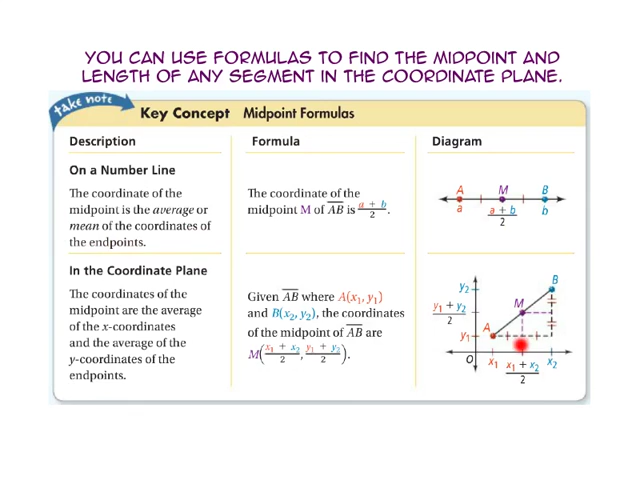 YOU CAN USE FORMULAS TO FIND THE MIDPOINT AND
LENGTH OF ANY SEGMENT IN THE COORDINATE PLANE.
take note
Key Concept Midpoint Formulas
Description
Formula
Diagram
On a Number Line
The coordinate of the
midpoint is the average or
mean of the coordinates of
the endpoints.
The coordinate of the
midpoint M of A̅B̅ is (a + b)/2.
A M B
a (a + b)/2 b
In the Coordinate Plane
The coordinates of the
midpoint are the average
of the x-coordinates
and the average of the
y-coordinates of the
endpoints.
Given A̅B̅ where A(x₁, y₁)
and B(x₂, y₂), the coordinates
of the midpoint of A̅B̅ are
M((x₁ + x₂)/2, (y₁ + y₂)/2).
B
y₂
M
(y₁ + y₂)/2
A
y₁
O x₁ (x₁ + x₂)/2 x₂